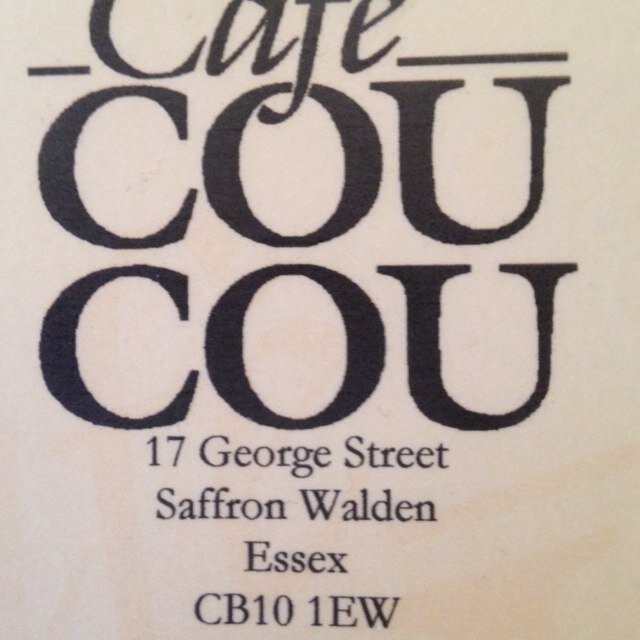 Café
COU
COU
17 George Street
Saffron Walden
Essex
CB10 1EW